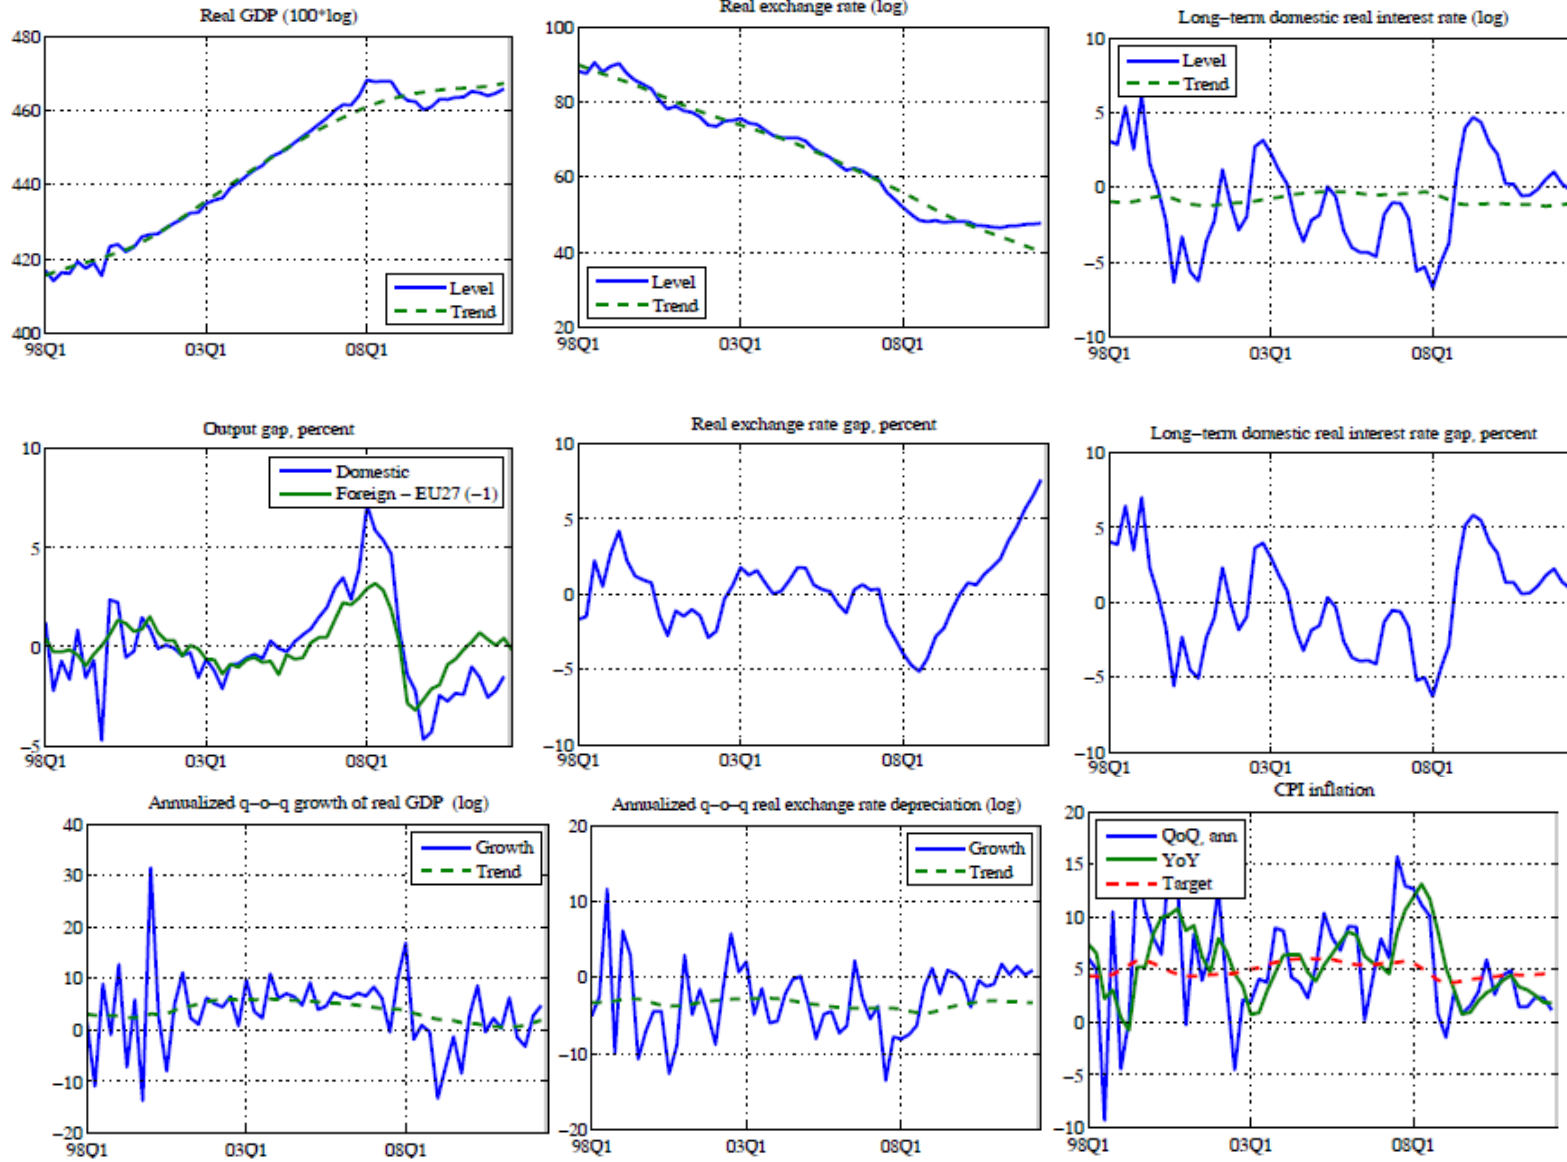 Real GDP (100*log)
480
460
440
420
400
98Q1 03Q1 08Q1
Level
Trend
Real exchange rate (log)
100
80
60
40
20
98Q1 03Q1 08Q1
Level
Trend
Long–term domestic real interest rate (log)
10
5
0
−5
−10
98Q1 03Q1 08Q1
Level
Trend
Output gap, percent
10
5
0
−5
98Q1 03Q1 08Q1
Domestic
Foreign – EU27 (−1)
Real exchange rate gap, percent
10
5
0
−5
−10
98Q1 03Q1 08Q1
Long–term domestic real interest rate gap, percent
10
5
0
−5
−10
98Q1 03Q1 08Q1
Annualized q–o–q growth of real GDP (log)
40
30
20
10
0
−10
−20
98Q1 03Q1 08Q1
Growth
Trend
Annualized q–o–q real exchange rate depreciation (log)
20
10
0
−10
−20
98Q1 03Q1 08Q1
Growth
Trend
CPI inflation
20
15
10
5
0
−5
−10
98Q1 03Q1 08Q1
QoQ, ann
YoY
Target